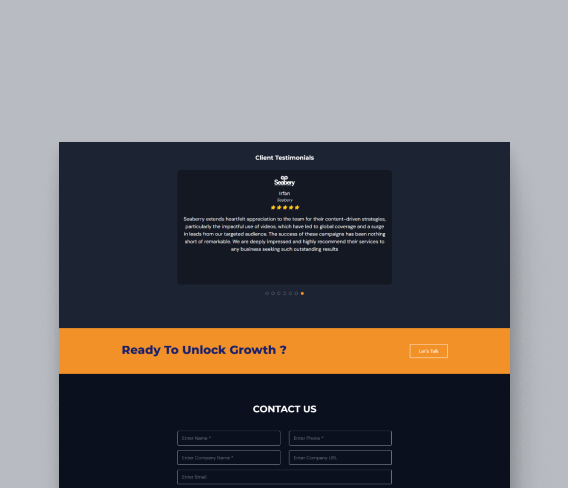 Client Testimonials
Seabery
Irfan
Seabery
Seabery extends heartfelt appreciation to the team for their content-driven strategies,
particularly the impactful use of videos, which have led to global coverage and a surge
in leads from our targeted audience. The success of these campaigns has been nothing
short of remarkable. We are deeply impressed and highly recommend their services to
any business seeking such outstanding results
Ready To Unlock Growth ?
Let's Talk
CONTACT US
Enter Name *
Enter Phone *
Enter Company Name *
Enter Company URL
Enter Email